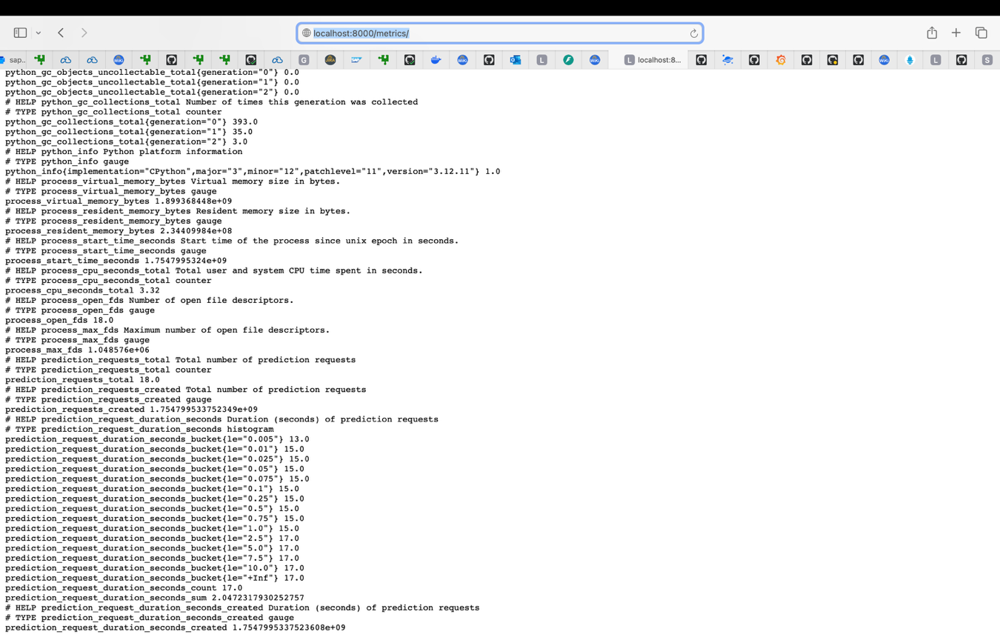 localhost:8000/metrics/
sap..
G
JIRA
SAP
L
WiKi
L localhost:8...
L
S
python_gc_objects_uncollectable_total{generation="0"} 0.0
python_gc_objects_uncollectable_total{generation="1"} 0.0
python_gc_objects_uncollectable_total{generation="2"} 0.0
# HELP python_gc_collections_total Number of times this generation was collected
# TYPE python_gc_collections_total counter
python_gc_collections_total{generation="0"} 393.0
python_gc_collections_total{generation="1"} 35.0
python_gc_collections_total{generation="2"} 3.0
# HELP python_info Python platform information
# TYPE python_info gauge
python_info{implementation="CPython",major="3",minor="12",patchlevel="11",version="3.12.11"} 1.0
# HELP process_virtual_memory_bytes Virtual memory size in bytes.
# TYPE process_virtual_memory_bytes gauge
process_virtual_memory_bytes 1.899368448e+09
# HELP process_resident_memory_bytes Resident memory size in bytes.
# TYPE process_resident_memory_bytes gauge
process_resident_memory_bytes 2.34409984e+08
# HELP process_start_time_seconds Start time of the process since unix epoch in seconds.
# TYPE process_start_time_seconds gauge
process_start_time_seconds 1.7547995324e+09
# HELP process_cpu_seconds_total Total user and system CPU time spent in seconds.
# TYPE process_cpu_seconds_total counter
process_cpu_seconds_total 3.32
# HELP process_open_fds Number of open file descriptors.
# TYPE process_open_fds gauge
process_open_fds 18.0
# HELP process_max_fds Maximum number of open file descriptors.
# TYPE process_max_fds gauge
process_max_fds 1.048576e+06
# HELP prediction_requests_total Total number of prediction requests
# TYPE prediction_requests_total counter
prediction_requests_total 18.0
# HELP prediction_requests_created Total number of prediction requests
# TYPE prediction_requests_created gauge
prediction_requests_created 1.754799533752349e+09
# HELP prediction_request_duration_seconds Duration (seconds) of prediction requests
# TYPE prediction_request_duration_seconds histogram
prediction_request_duration_seconds_bucket{le="0.005"} 13.0
prediction_request_duration_seconds_bucket{le="0.01"} 15.0
prediction_request_duration_seconds_bucket{le="0.025"} 15.0
prediction_request_duration_seconds_bucket{le="0.05"} 15.0
prediction_request_duration_seconds_bucket{le="0.075"} 15.0
prediction_request_duration_seconds_bucket{le="0.1"} 15.0
prediction_request_duration_seconds_bucket{le="0.25"} 15.0
prediction_request_duration_seconds_bucket{le="0.5"} 15.0
prediction_request_duration_seconds_bucket{le="0.75"} 15.0
prediction_request_duration_seconds_bucket{le="1.0"} 15.0
prediction_request_duration_seconds_bucket{le="2.5"} 17.0
prediction_request_duration_seconds_bucket{le="5.0"} 17.0
prediction_request_duration_seconds_bucket{le="7.5"} 17.0
prediction_request_duration_seconds_bucket{le="10.0"} 17.0
prediction_request_duration_seconds_bucket{le="+Inf"} 17.0
prediction_request_duration_seconds_count 17.0
prediction_request_duration_seconds_sum 2.0472317930252757
# HELP prediction_request_duration_seconds_created Duration (seconds) of prediction requests
# TYPE prediction_request_duration_seconds_created gauge
prediction_request_duration_seconds_created 1.7547995337523608e+09